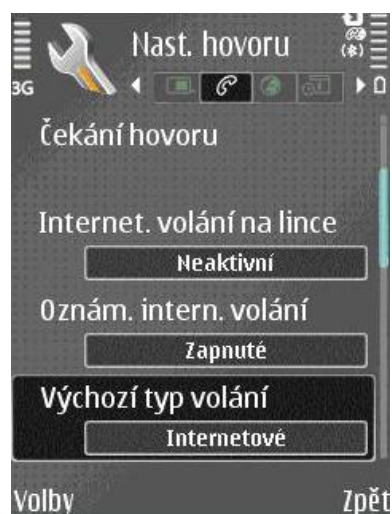 3G
Nast. hovoru
Čekání hovoru
Internet. volání na lince
Neaktivní
Oznám. intern. volání
Zapnuté
Výchozí typ volání
Internetové
Volby
Zpět